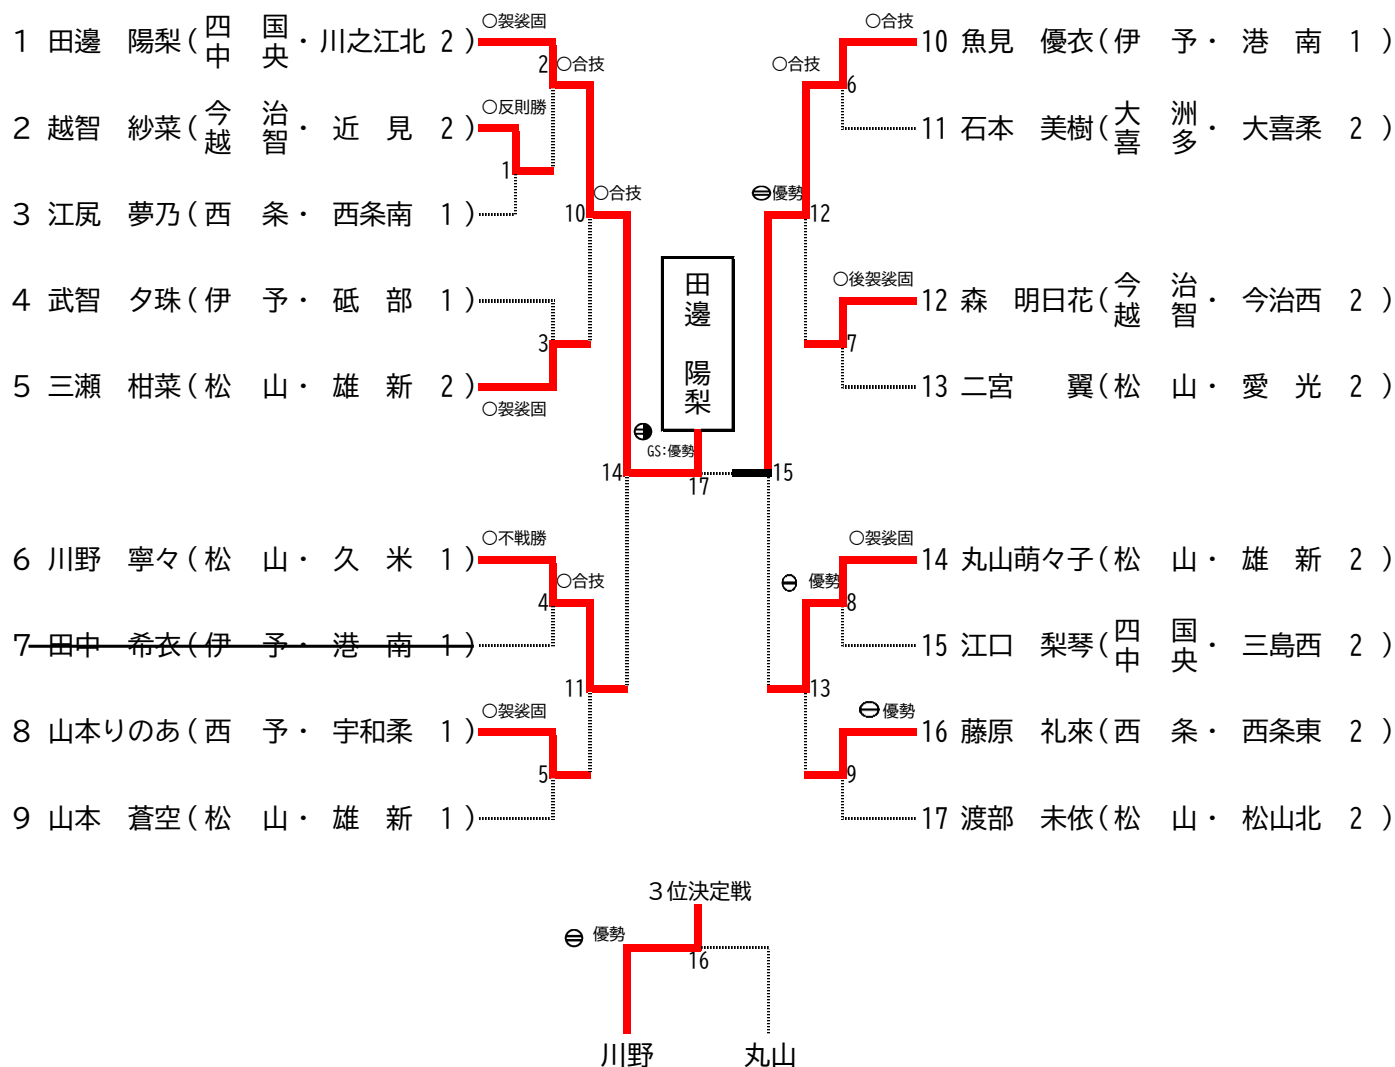 1 田邊 陽梨(四国中央・川之江北 2)
2 越智 紗菜(今治越智・近見 2)
3 江尻 夢乃(西条・西条南 1)
4 武智 夕珠(伊予・砥部 1)
5 三瀬 柑菜(松山・雄新 2)
6 川野 寧々(松山・久米 1)
7 田中 希衣(伊予・港南 1)
8 山本りのあ(西予・宇和柔 1)
9 山本 蒼空(松山・雄新 1)
○袈裟固
2
○合技
○反則勝
1
○合技
10
3
○袈裟固
14
○不戦勝
4
○合技
11
○袈裟固
5
田邊 陽梨
GS:優勢
17
○合技
○合技
6
優勢
12
○後袈裟固
7
15
○袈裟固
優勢
8
13
優勢
9
10 魚見 優衣(伊予・港南 1)
11 石本 美樹(大洲喜多・大喜柔 2)
12 森 明日花(今治越智・今治西 2)
13 二宮 翼(松山・愛光 2)
14 丸山萌々子(松山・雄新 2)
15 江口 梨琴(四国中央・三島西 2)
16 藤原 礼來(西条・西条東 2)
17 渡部 未依(松山・松山北 2)
3位決定戦
優勢
16
川野 丸山